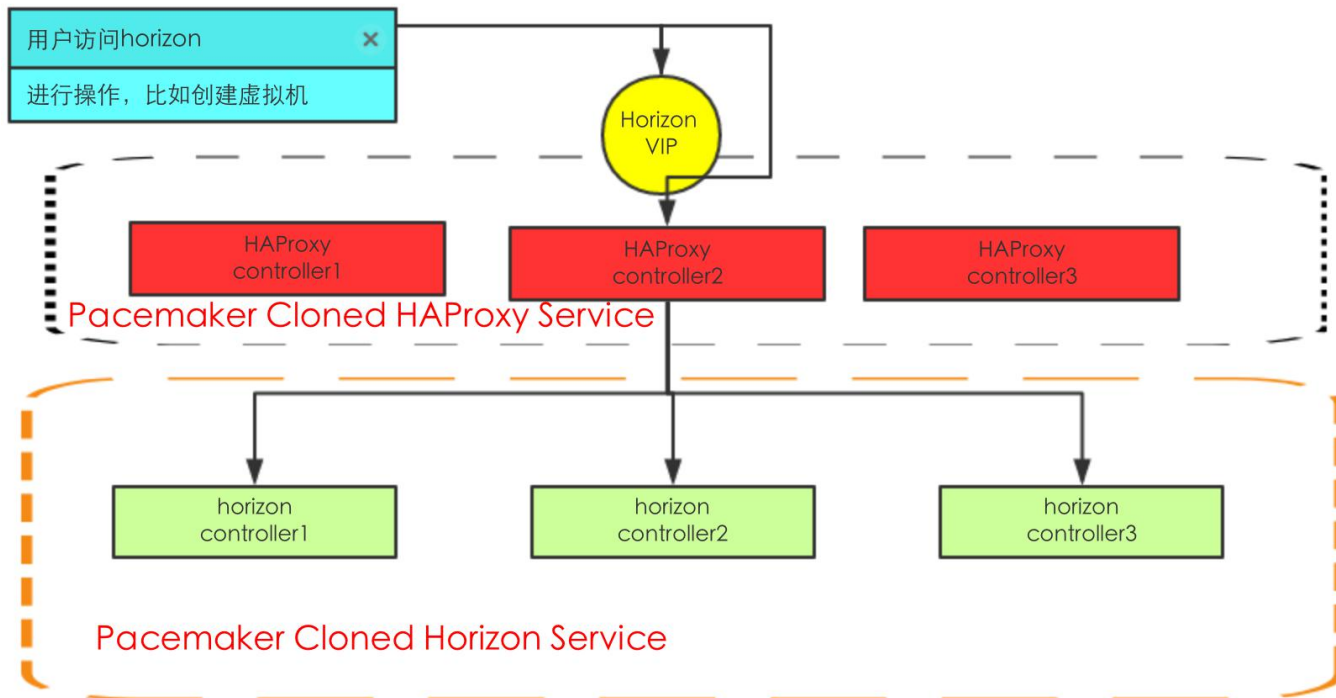 用户访问horizon
进行操作，比如创建虚拟机
Horizon
VIP
HAProxy
controller1
HAProxy
controller2
HAProxy
controller3
Pacemaker Cloned HAProxy Service
horizon
controller1
horizon
controller2
horizon
controller3
Pacemaker Cloned Horizon Service